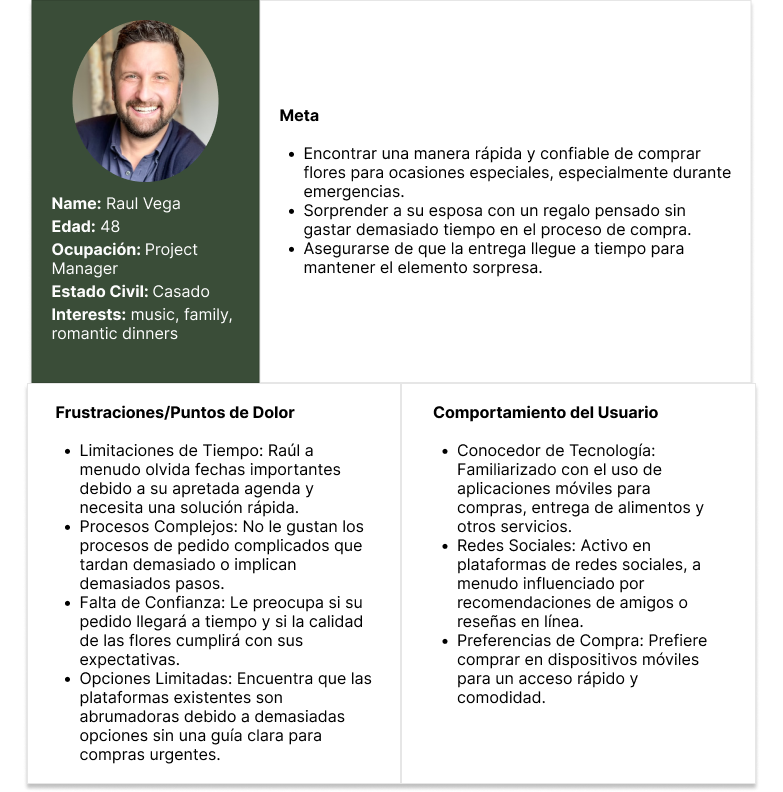 Name: Raul Vega
Edad: 48
Ocupación: Project
Manager
Estado Civil: Casado
Interests: music, family,
romantic dinners
Meta
• Encontrar una manera rápida y confiable de comprar
flores para ocasiones especiales, especialmente durante
emergencias.
• Sorprender a su esposa con un regalo pensado sin
gastar demasiado tiempo en el proceso de compra.
• Asegurarse de que la entrega llegue a tiempo para
mantener el elemento sorpresa.
Frustraciones/Puntos de Dolor
• Limitaciones de Tiempo: Raúl a
menudo olvida fechas importantes
debido a su apretada agenda y
necesita una solución rápida.
• Procesos Complejos: No le gustan los
procesos de pedido complicados que
tardan demasiado o implican
demasiados pasos.
• Falta de Confianza: Le preocupa si su
pedido llegará a tiempo y si la calidad
de las flores cumplirá con sus
expectativas.
• Opciones Limitadas: Encuentra que las
plataformas existentes son
abrumadoras debido a demasiadas
opciones sin una guía clara para
compras urgentes.
Comportamiento del Usuario
• Conocedor de Tecnología:
Familiarizado con el uso de
aplicaciones móviles para
compras, entrega de alimentos y
otros servicios.
• Redes Sociales: Activo en
plataformas de redes sociales, a
menudo influenciado por
recomendaciones de amigos o
reseñas en línea.
• Preferencias de Compra: Prefiere
comprar en dispositivos móviles
para un acceso rápido y
comodidad.